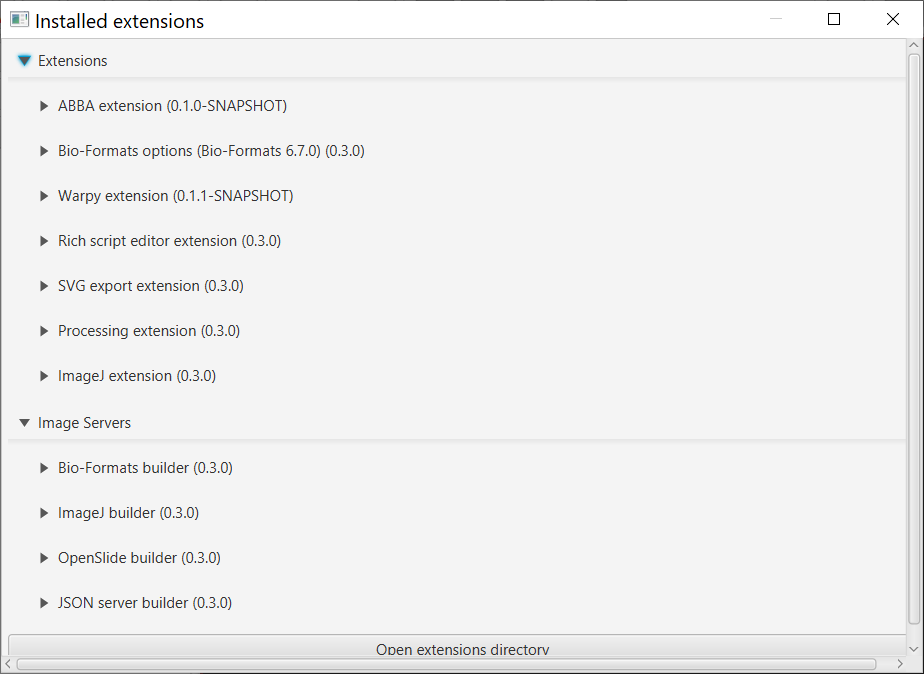 Installed extensions
Extensions
ABBA extension (0.1.0-SNAPSHOT)
Bio-Formats options (Bio-Formats 6.7.0) (0.3.0)
Warpy extension (0.1.1-SNAPSHOT)
Rich script editor extension (0.3.0)
SVG export extension (0.3.0)
Processing extension (0.3.0)
ImageJ extension (0.3.0)
Image Servers
Bio-Formats builder (0.3.0)
ImageJ builder (0.3.0)
OpenSlide builder (0.3.0)
JSON server builder (0.3.0)
Open extensions directory